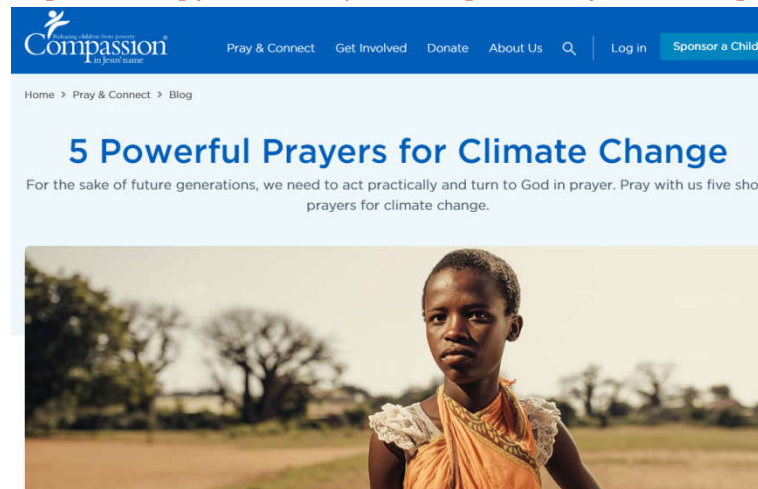 Releasing children from poverty
Compassion®
in Jesus' name
Pray & Connect Get Involved Donate About Us Log in Sponsor a Child
Home > Pray & Connect > Blog
5 Powerful Prayers for Climate Change
For the sake of future generations, we need to act practically and turn to God in prayer. Pray with us five
prayers for climate change.